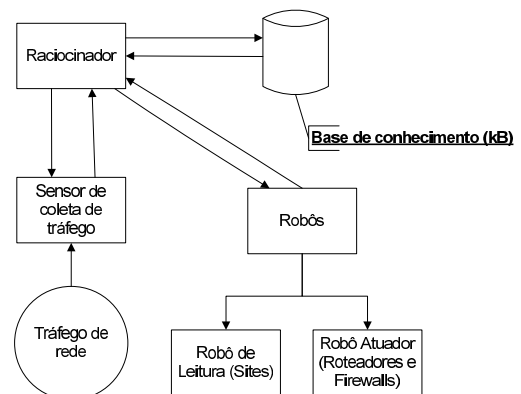 Raciocinador
Base de conhecimento (kB)
Sensor de
coleta de
tráfego
Robôs
Tráfego de
rede
Robô de
Leitura (Sites)
Robô Atuador
(Roteadores e
Firewalls)